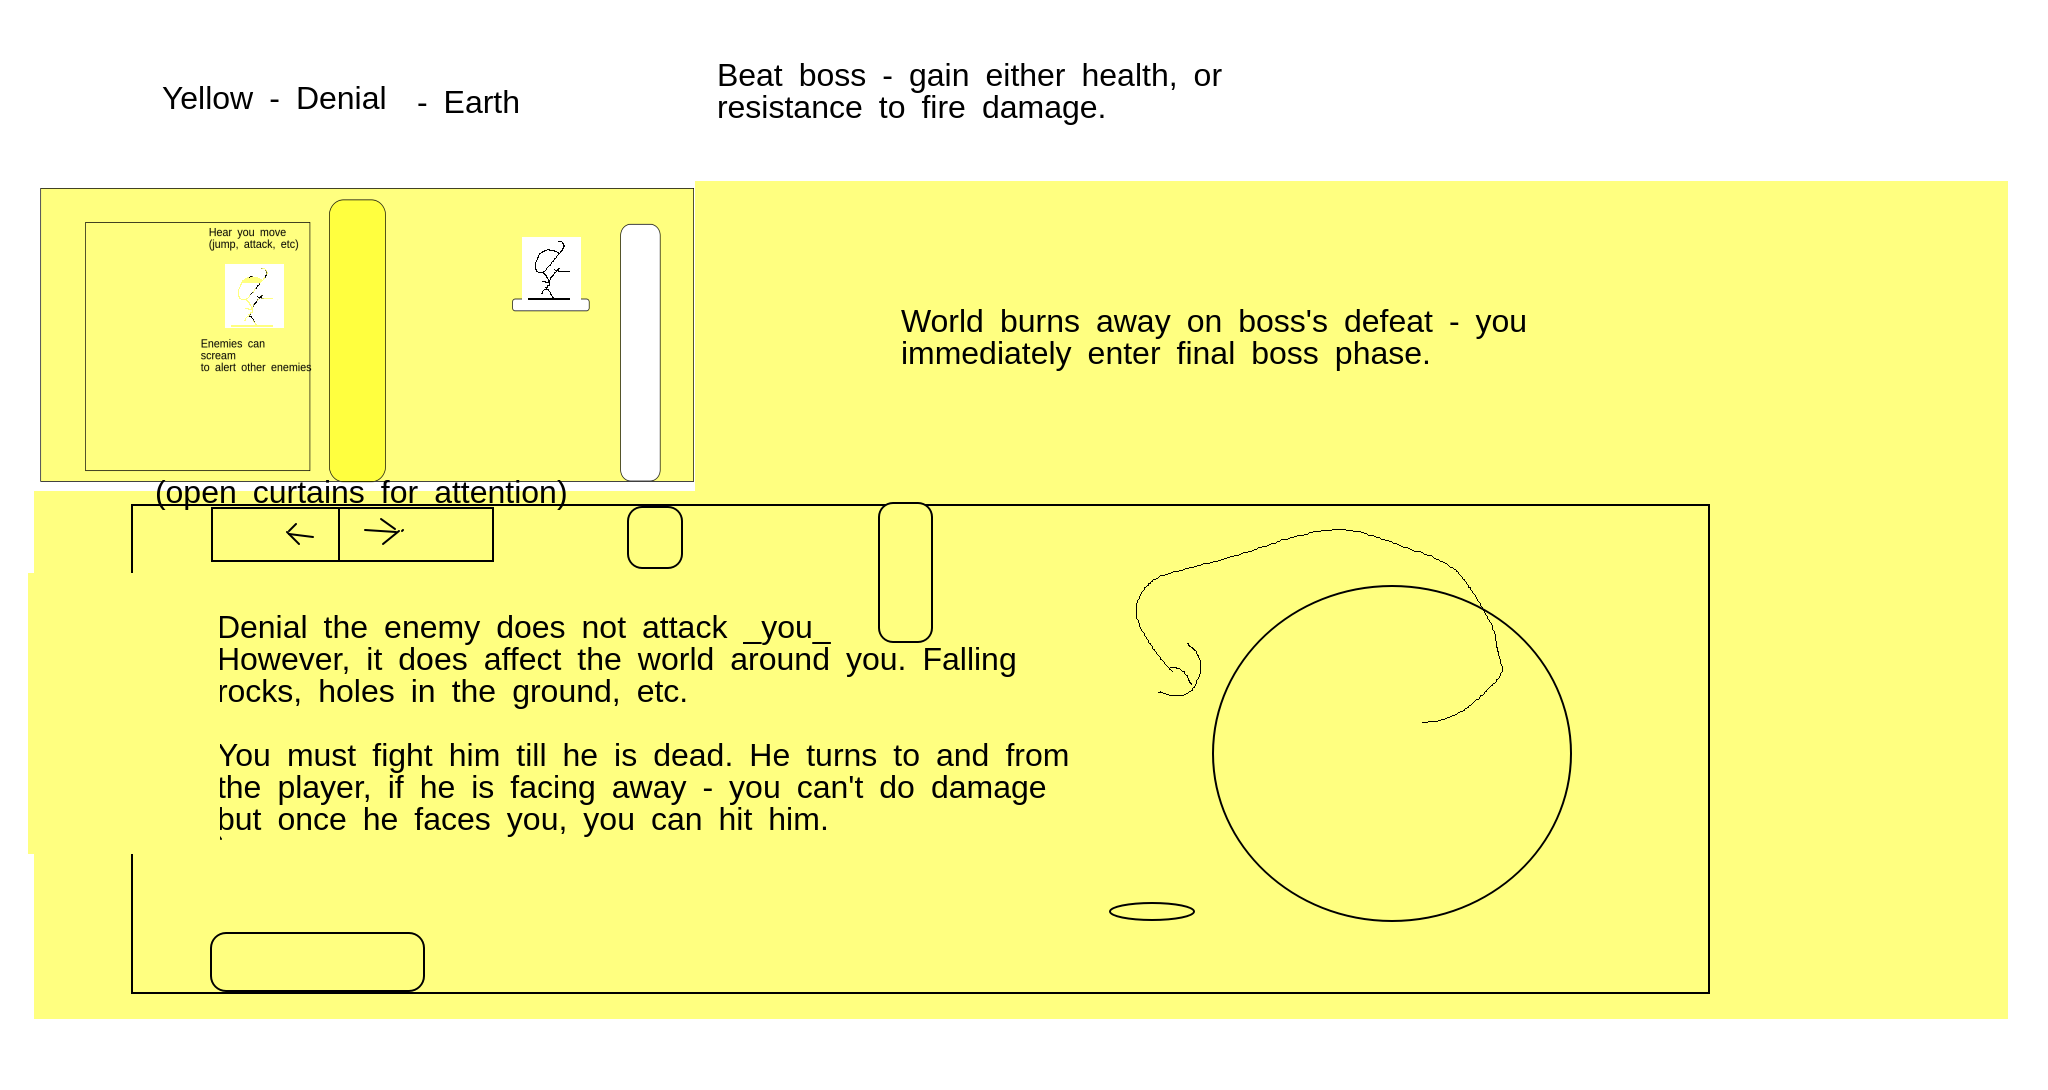 Yellow - Denial - Earth
Beat boss - gain either health, or
resistance to fire damage.
Hear you move
(jump, attack, etc)
Enemies can
scream
to alert other enemies
World burns away on boss's defeat - you
immediately enter final boss phase.
(open curtains for attention)
Denial the enemy does not attack _you_
However, it does affect the world around you. Falling
rocks, holes in the ground, etc.
You must fight him till he is dead. He turns to and from
the player, if he is facing away - you can't do damage
but once he faces you, you can hit him.